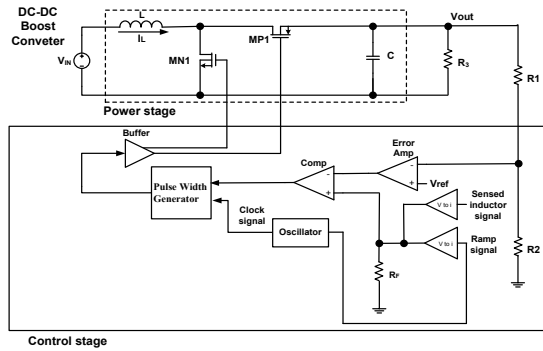 DC-DC
Boost
Conveter
L
IL
VIN
MN1
MP1
C
Vout
R3
R1
Power stage
Buffer
Pulse Width
Generator
Clock
signal
Oscillator
Comp
-
+
Error
Amp
-
+
Vref
V to i
Sensed
inductor
signal
V to i
Ramp
signal
RF
R2
Control stage